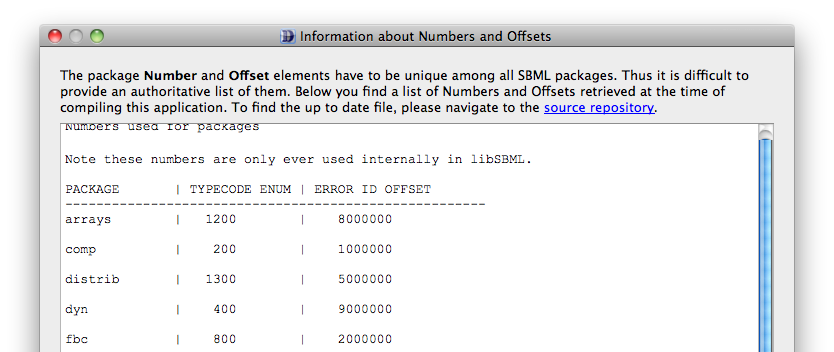 Information about Numbers and Offsets
The package Number and Offset elements have to be unique among all SBML packages. Thus it is difficult to
provide an authoritative list of them. Below you find a list of Numbers and Offsets retrieved at the time of
compiling this application. To find the up to date file, please navigate to the source repository.
Numbers used for packages
Note these numbers are only ever used internally in libSBML.
PACKAGE | TYPECODE ENUM | ERROR ID OFFSET
------------------------------------------------------
arrays | 1200 | 8000000
comp | 200 | 1000000
distrib | 1300 | 5000000
dyn | 400 | 9000000
fbc | 800 | 2000000